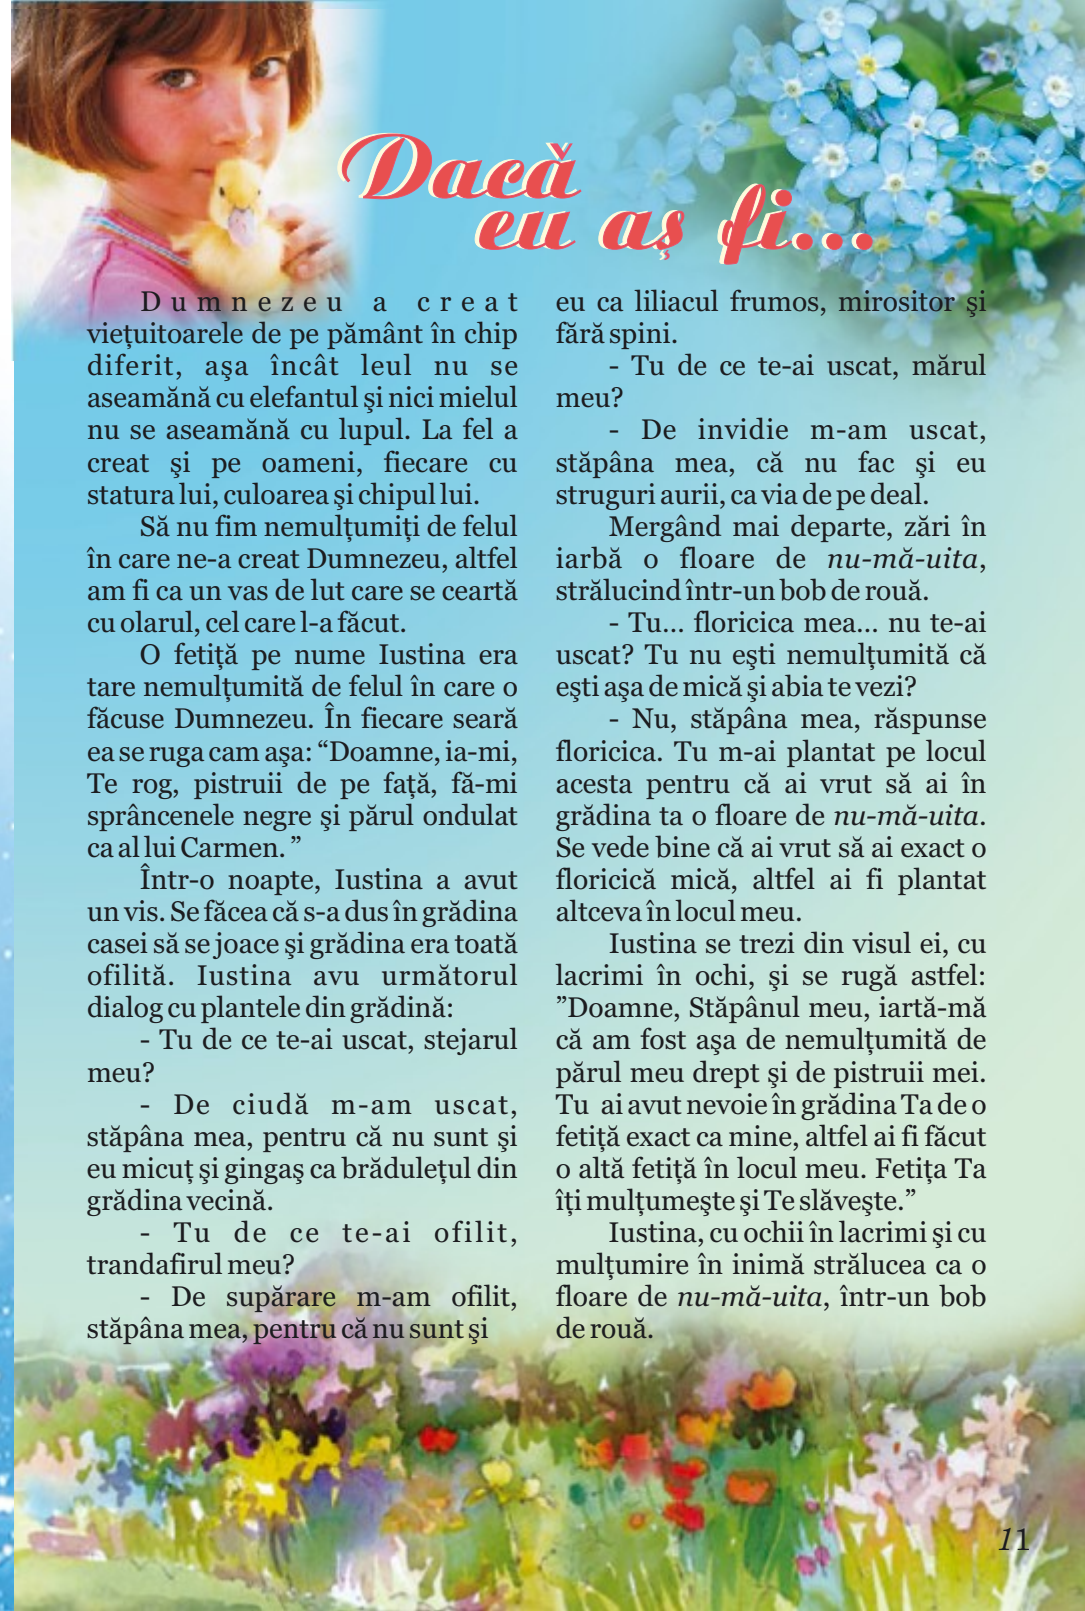 Dacă
eu aş fi...
Dumnezeu a creat
viețuitoarele de pe pământ în chip
diferit, aşa încât leul nu se
aseamănă cu elefantul şi nici mielul
nu se aseamănă cu lupul. La fel a
creat şi pe oameni, fiecare cu
statura lui, culoarea şi chipul lui.
Să nu fim nemulțumiți de felul
în care ne-a creat Dumnezeu, altfel
am fi ca un vas de lut care se ceartă
cu olarul, cel care l-a făcut.
O fetiță pe nume Iustina era
tare nemulțumită de felul în care o
făcuse Dumnezeu. În fiecare seară
ea se ruga cam aşa: “Doamne, ia-mi,
Te rog, pistruii de pe față, fă-mi
sprâncenele negre şi părul ondulat
ca al lui Carmen. ”
Într-o noapte, Iustina a avut
un vis. Se făcea că s-a dus în grădina
casei să se joace şi grădina era toată
ofilită. Iustina avu următorul
dialog cu plantele din grădină:
- Tu de ce te-ai uscat, stejarul
meu?
- De ciudă m-am uscat,
stăpâna mea, pentru că nu sunt şi
eu micuț şi gingaş ca brădulețul din
grădina vecină.
- Tu de ce te-ai ofilit,
trandafirul meu?
- De supărare m-am ofilit,
stăpâna mea, pentru că nu sunt şi
eu ca liliacul frumos, mirositor şi
fără spini.
- Tu de ce te-ai uscat, mărul
meu?
- De invidie m-am uscat,
stăpâna mea, că nu fac şi eu
struguri aurii, ca via de pe deal.
Mergând mai departe, zări în
iarbă o floare de nu-mă-uita,
strălucind într-un bob de rouă.
- Tu... floricica mea... nu te-ai
uscat? Tu nu eşti nemulțumită că
eşti aşa de mică şi abia te vezi?
- Nu, stăpâna mea, răspunse
floricica. Tu m-ai plantat pe locul
acesta pentru că ai vrut să ai în
grădina ta o floare de nu-mă-uita.
Se vede bine că ai vrut să ai exact o
floricică mică, altfel ai fi plantat
altceva în locul meu.
Iustina se trezi din visul ei, cu
lacrimi în ochi, şi se rugă astfel:
”Doamne, Stăpânul meu, iartă-mă
că am fost aşa de nemulțumită de
părul meu drept şi de pistruii mei.
Tu ai avut nevoie în grădina Ta de o
fetiță exact ca mine, altfel ai fi făcut
o altă fetiță în locul meu. Fetița Ta
îți mulțumeşte şi Te slăveşte.”
Iustina, cu ochii în lacrimi şi cu
mulțumire în inimă strălucea ca o
floare de nu-mă-uita, într-un bob
de rouă.
11